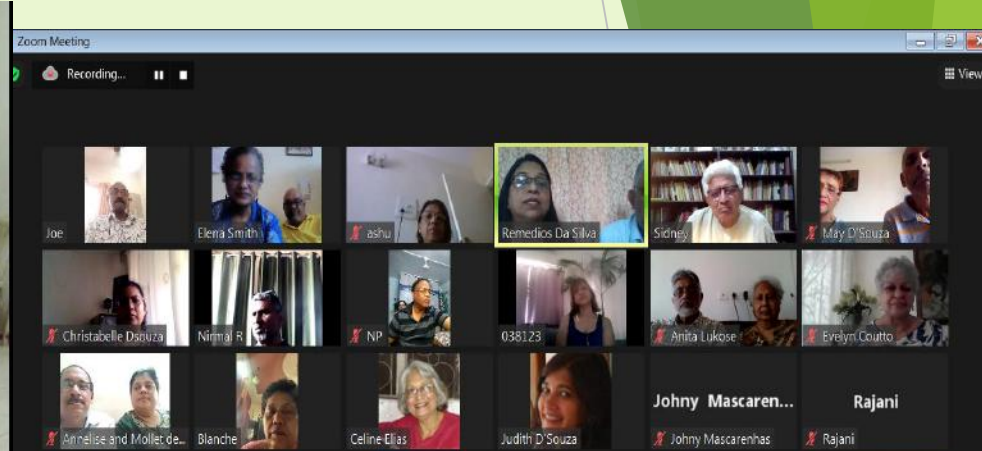 Zoom Meeting
Recording...
View
Joe
Elena Smith
ashu
Remedios Da Silva
Sidney
May D'Souza
Christabelle Dsouza
Nirmal R
NP
038123
Anita Lukose
Evelyn Coutto
Annelise and Mollet de...
Blanche
Celine Elias
Judith D'Souza
Johny Mascaren...
Johny Mascarenhas
Rajani
Rajani